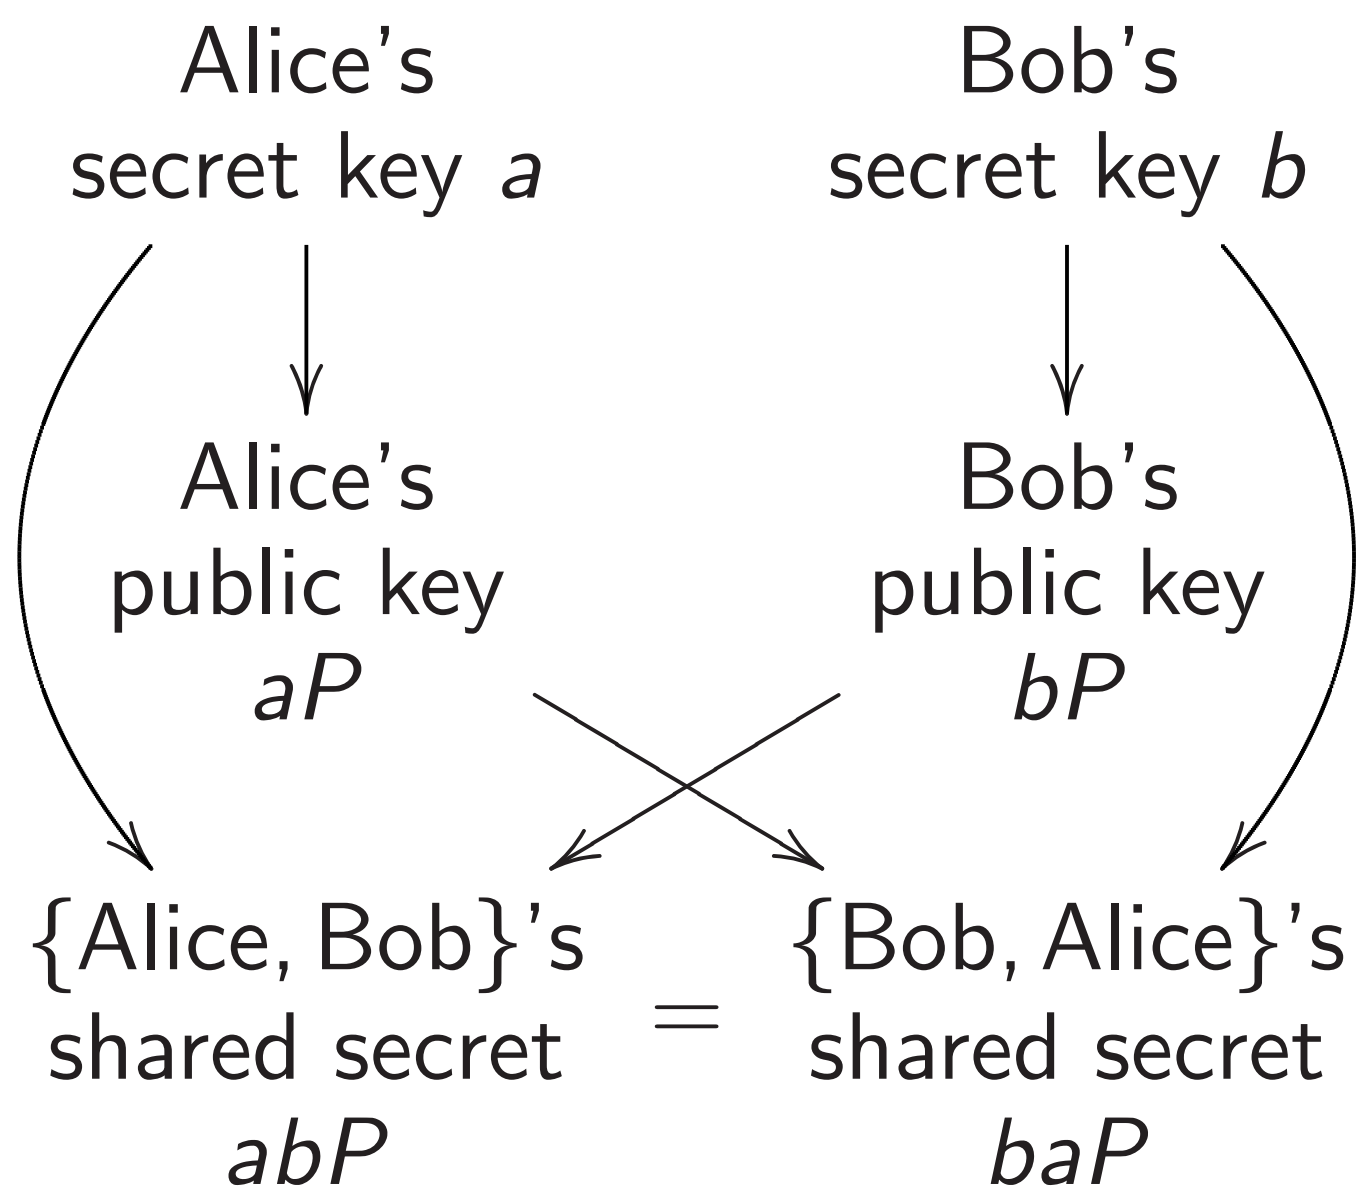 Alice’s
secret key a
Bob’s
secret key b
Alice’s
public key
aP
Bob’s
public key
bP
{Alice, Bob}’s
shared secret
abP
=
{Bob, Alice}’s
shared secret
baP